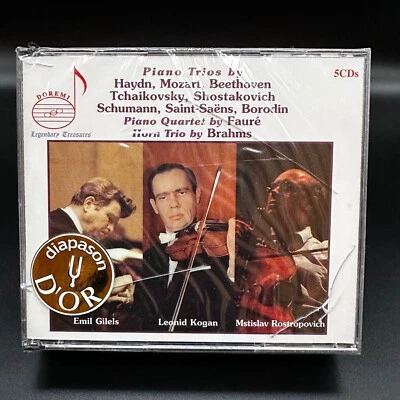 Piano Trios by
5CDs
Haydn, Mozart, Beethoven
Tchaikovsky, Shostakovich
Schumann, Saint-Saëns, Borodin
Piano Quartet by Fauré
Horn Trio by Brahms
DOREMI
Legendary Treasures
diapason
D'OR
Emil Gilels
Leonid Kogan
Mstislav Rostropovich